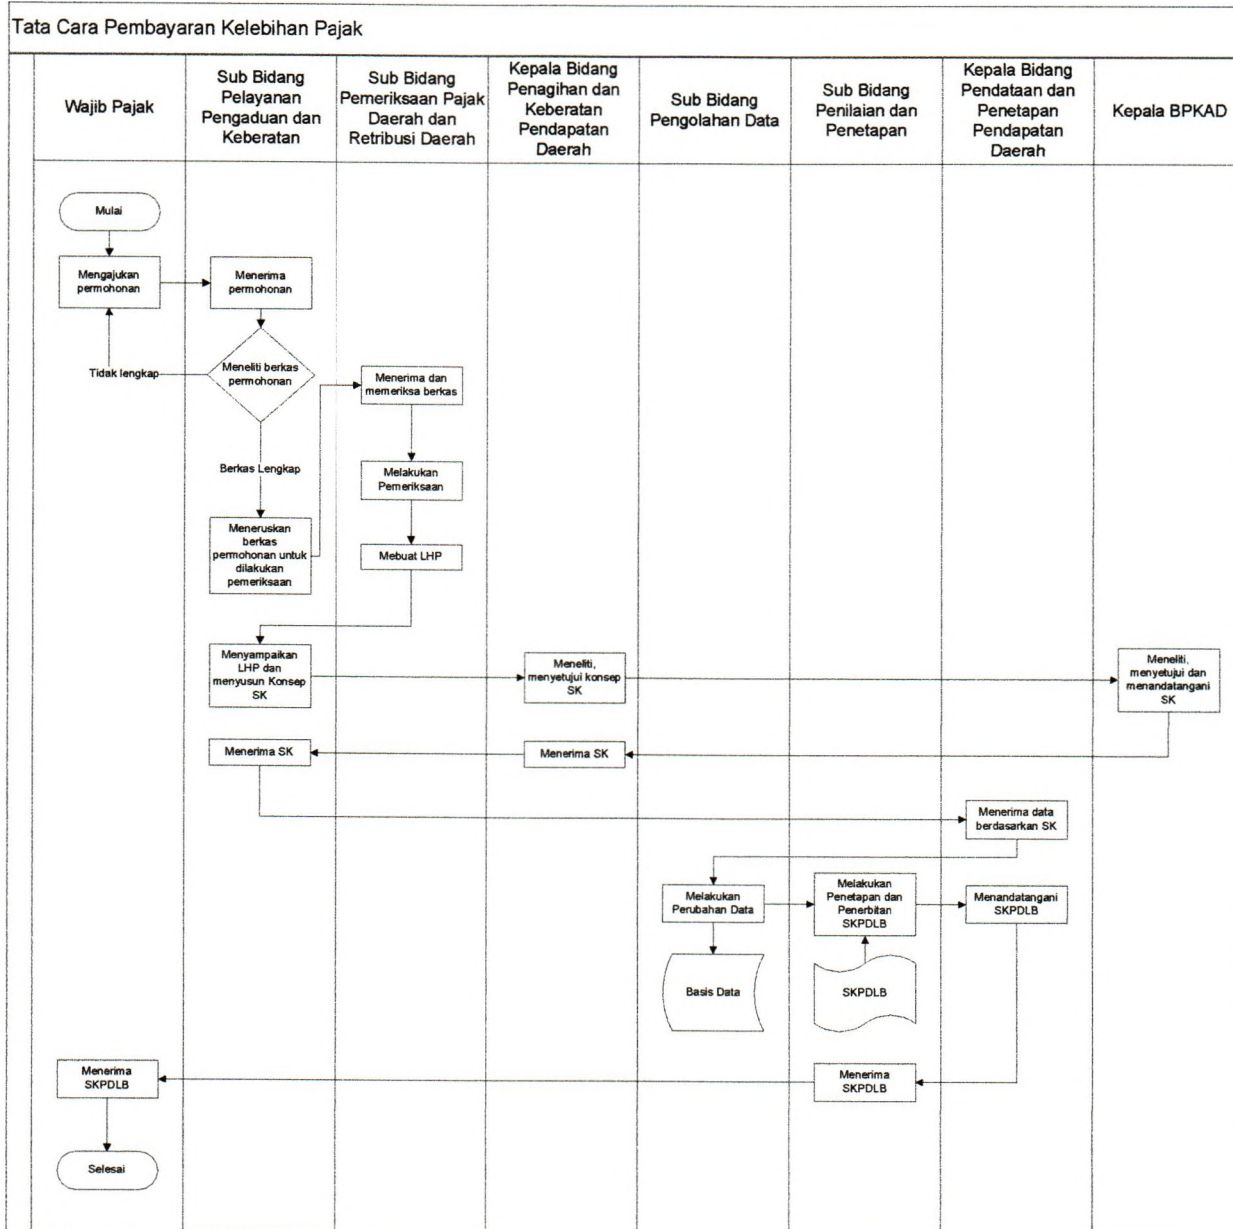 Tata Cara Pembayaran Kelebihan Pajak
Wajib Pajak
Sub Bidang
Pelayanan
Pengaduan dan
Keberatan
Sub Bidang
Pemeriksaan Pajak
Daerah dan
Retribusi Daerah
Kepala Bidang
Penagihan dan
Keberatan
Pendapatan
Daerah
Sub Bidang
Pengolahan Data
Sub Bidang
Penilaian dan
Penetapan
Kepala Bidang
Pendataan dan
Penetapan
Pendapatan
Daerah
Kepala BPKAD
Mulai
Mengajukan
permohonan
Menerima
permohonan
Meneliti berkas
permohonan
Tidak lengkap
Menerima dan
memeriksa berkas
Berkas Lengkap
Melakukan
Pemeriksaan
Meneruskan
berkas
permohonan untuk
dilakukan
pemeriksaan
Mebuat LHP
Menyampaikan
LHP dan
menyusun Konsep
SK
Meneliti,
menyetujui konsep
SK
Meneliti,
menyetujui dan
menandatangani
SK
Menerima SK
Menerima SK
Menerima data
berdasarkan SK
Melakukan
Perubahan Data
Melakukan
Penetapan dan
Penerbitan
SKPDLB
Menandatangani
SKPDLB
Basis Data
SKPDLB
Menerima
SKPDLB
Menerima
SKPDLB
Selesai